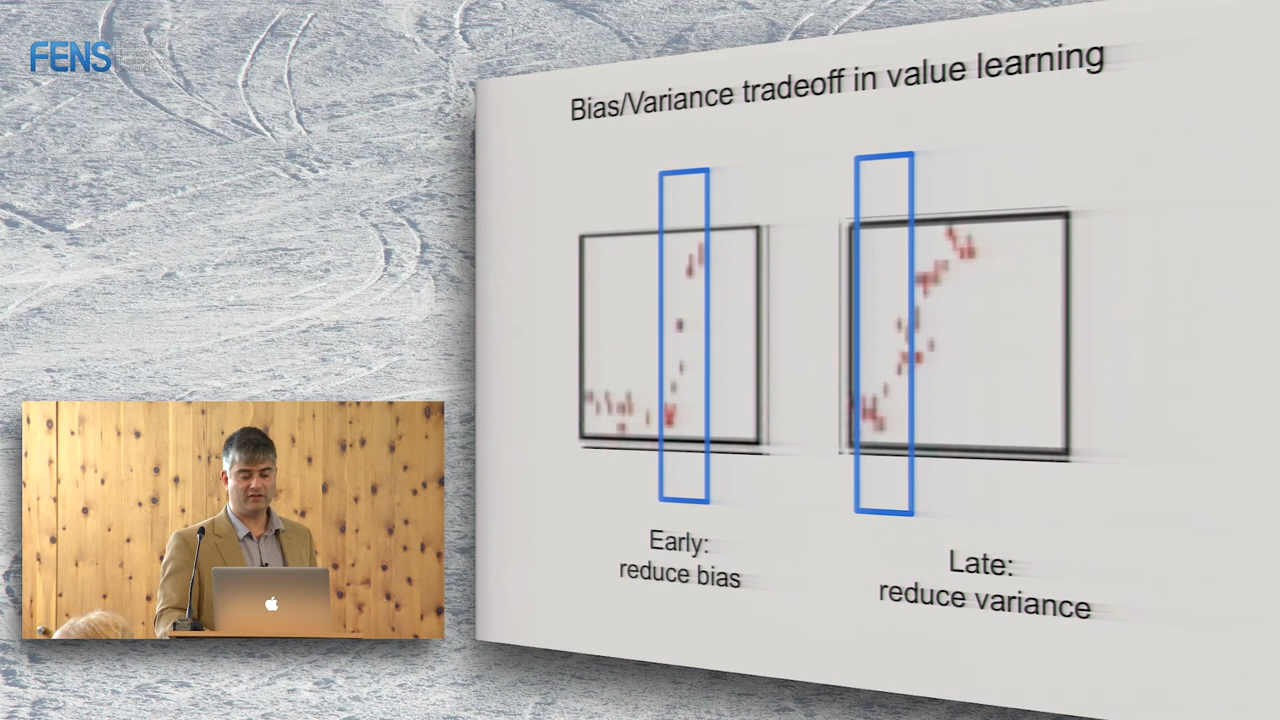 FENS
Bias/Variance tradeoff in value learning
Early:
reduce bias
Late:
reduce variance